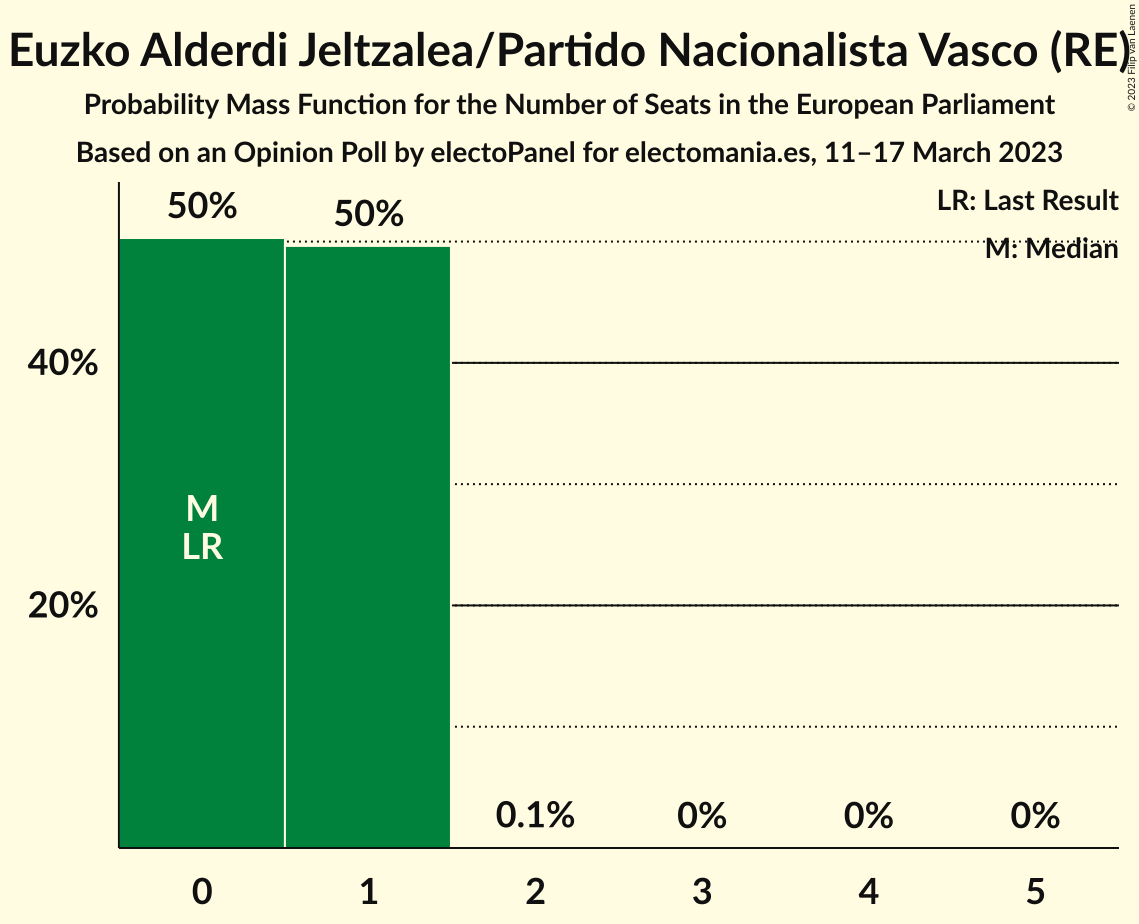 Euzko Alderdi Jeltzalea/Partido Nacionalista Vasco (RE)
© 2023 Filip van Laenen
Probability Mass Function for the Number of Seats in the European Parliament
Based on an Opinion Poll by electoPanel for electomania.es, 11–17 March 2023
LR: Last Result
M: Median
50%
50%
40%
M
LR
20%
0.1%
0%
0%
0%
0
1
2
3
4
5